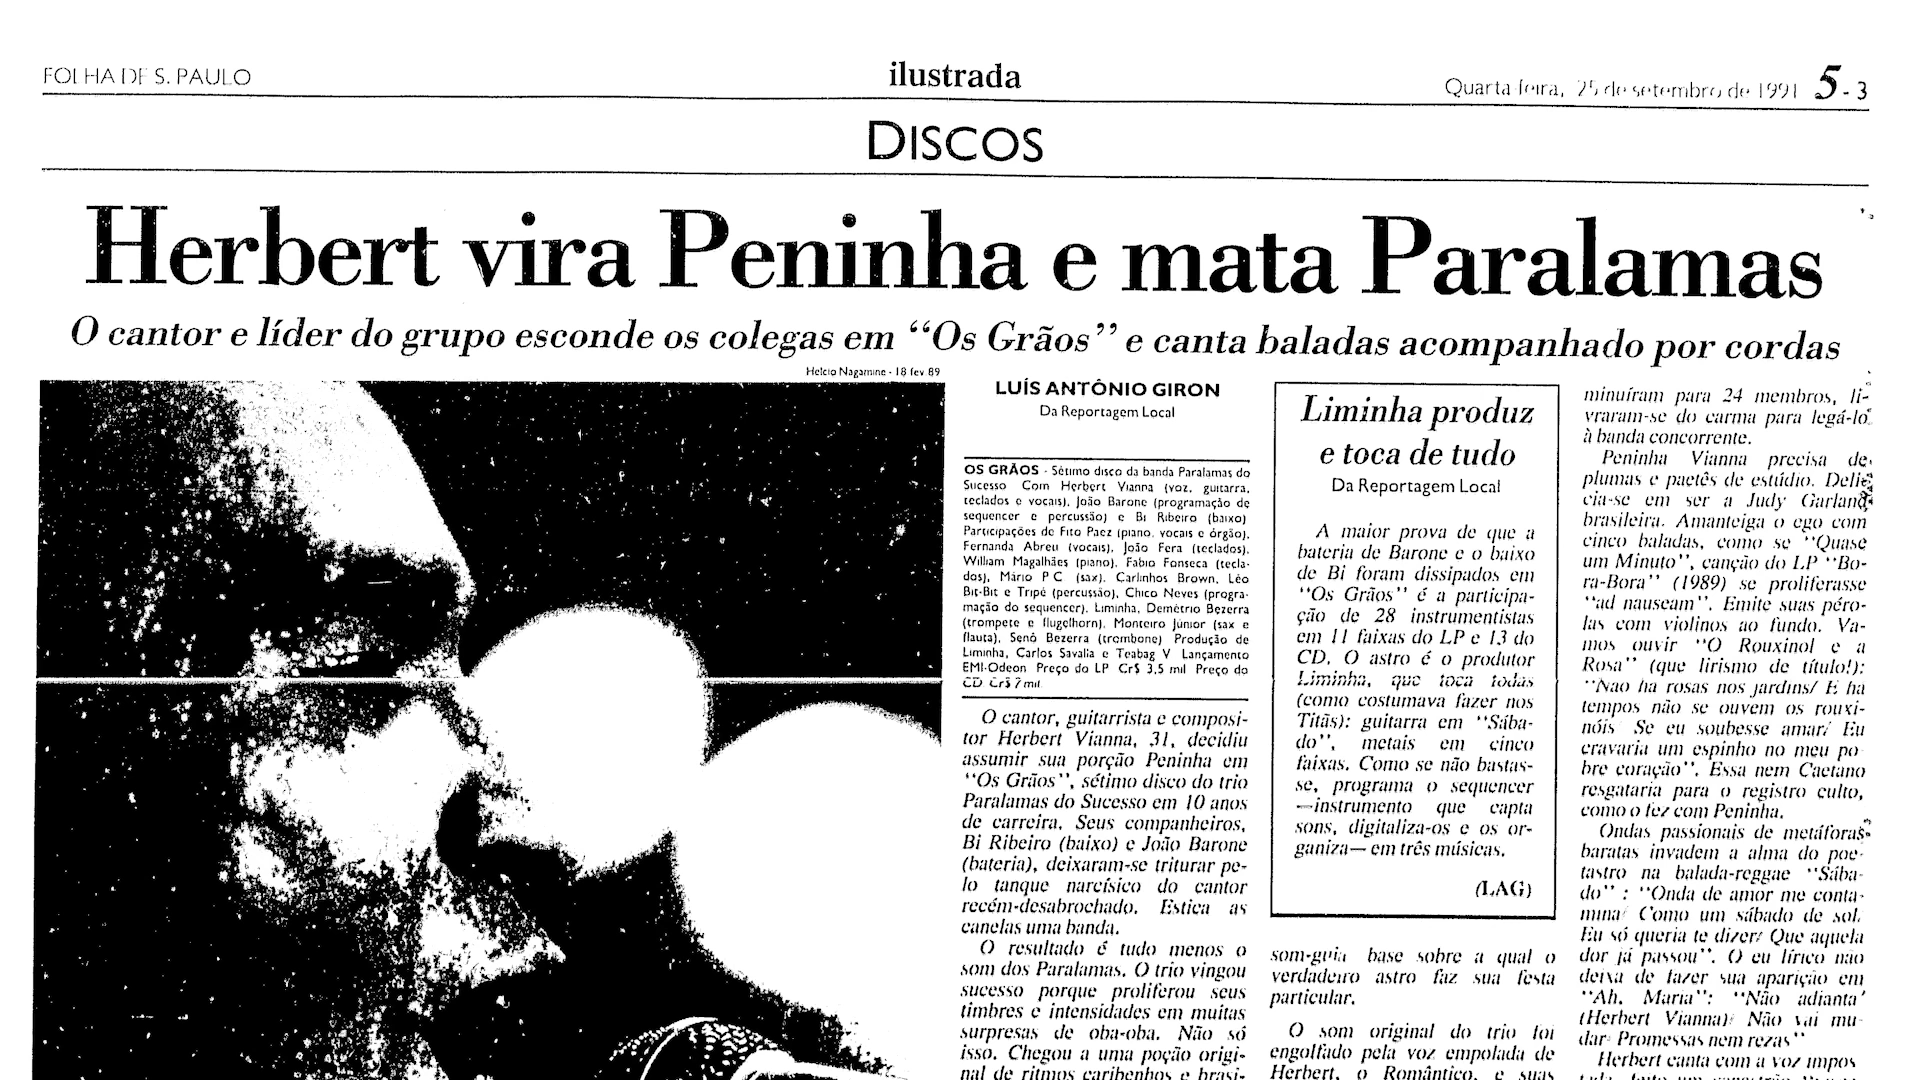 FOLHA DE S. PAULO
ilustrada
Quarta-feira, 25 de setembro de 1991 5 - 3
DISCOS
Herbert vira Peninha e mata Paralamas
O cantor e líder do grupo esconde os colegas em “Os Grãos” e canta baladas acompanhado por cordas
Helcio Nagamine - 18 fev 89
LUÍS ANTÔNIO GIRON
Da Reportagem Local
OS GRÃOS - Sétimo disco da banda Paralamas do
Sucesso Com Herbert Vianna (voz, guitarra,
teclados e vocais), João Barone (programação de
sequencer e percussão) e Bi Ribeiro (baixo)
Participações de Fito Paez (piano, vocais e órgão),
Fernanda Abreu (vocais), João Fera (teclados),
William Magalhães (piano), Fabio Fonseca (tecla-
dos), Mário P C (sax), Carlinhos Brown, Léo
Bit-Bit e Tripé (percussão), Chico Neves (progra-
mação do sequencer), Liminha, Demétrio Bezerra
(trompete e flugelhorn), Monteiro Júnior (sax e
flauta), Senô Bezerra (trombone) Produção de
Liminha, Carlos Savalla e Teabag V Lançamento
EMI-Odeon Preço do LP Cr$ 3,5 mil Preço do
CD Cr$ 7 mil
O cantor, guitarrista e composi-
tor Herbert Vianna, 31, decidiu
assumir sua porção Peninha em
“Os Grãos”, sétimo disco do trio
Paralamas do Sucesso em 10 anos
de carreira. Seus companheiros,
Bi Ribeiro (baixo) e João Barone
(bateria), deixaram-se triturar pe-
lo tanque narcísico do cantor
recém-desabrochado. Estica as
canelas uma banda.
O resultado é tudo menos o
som dos Paralamas. O trio vingou
sucesso porque proliferou seus
timbres e intensidades em muitas
surpresas de oba-oba. Não só
isso. Chegou a uma poção origi-
nal de ritmos caribenhos e brasi-
Liminha produz
e toca de tudo
Da Reportagem Local
A maior prova de que a
bateria de Barone e o baixo
de Bi foram dissipados em
“Os Grãos” é a participa-
ção de 28 instrumentistas
em 11 faixas do LP e 13 do
CD. O astro é o produtor
Liminha, que toca todas
(como costumava fazer nos
Titãs): guitarra em “Sába-
do”, metais em cinco
faixas. Como se não bastas-
se, programa o sequencer
—instrumento que capta
sons, digitaliza-os e os or-
ganiza— em três músicas.
(LAG)
som-guia base sobre a qual o
verdadeiro astro faz sua festa
particular.
O som original do trio foi
engolfado pela voz empolada de
Herbert, o Romântico, e suas
minuíram para 24 membros, li-
vraram-se do carma para legá-lo
à banda concorrente.
Peninha Vianna precisa de
plumas e paetês de estúdio. Deli-
cia-se em ser a Judy Garland
brasileira. Amanteiga o ego com
cinco baladas, como se “Quase
um Minuto”, canção do LP “Bo-
ra-Bora” (1989) se proliferasse
“ad nauseam”. Emite suas péro-
las com violinos ao fundo. Va-
mos ouvir “O Rouxinol e a
Rosa” (que lirismo de título!):
“Não há rosas nos jardins/ E há
tempos não se ouvem os rouxi-
nóis Se eu soubesse amar/ Eu
cravaria um espinho no meu po-
bre coração”. Essa nem Caetano
resgataria para o registro culto,
como o fez com Peninha.
Ondas passionais de metáforas
baratas invadem a alma do poe-
tastro na balada-reggae “Sába-
do” : “Onda de amor me conta-
mina/ Como um sábado de sol.
Eu só queria te dizer/ Que aquela
dor já passou”. O eu lírico não
deixa de fazer sua aparição em
“Ah, Maria”: “Não adianta/
(Herbert Vianna)/ Não vai mu-
dar/ Promessas nem rezas”
Herbert canta com a voz impos